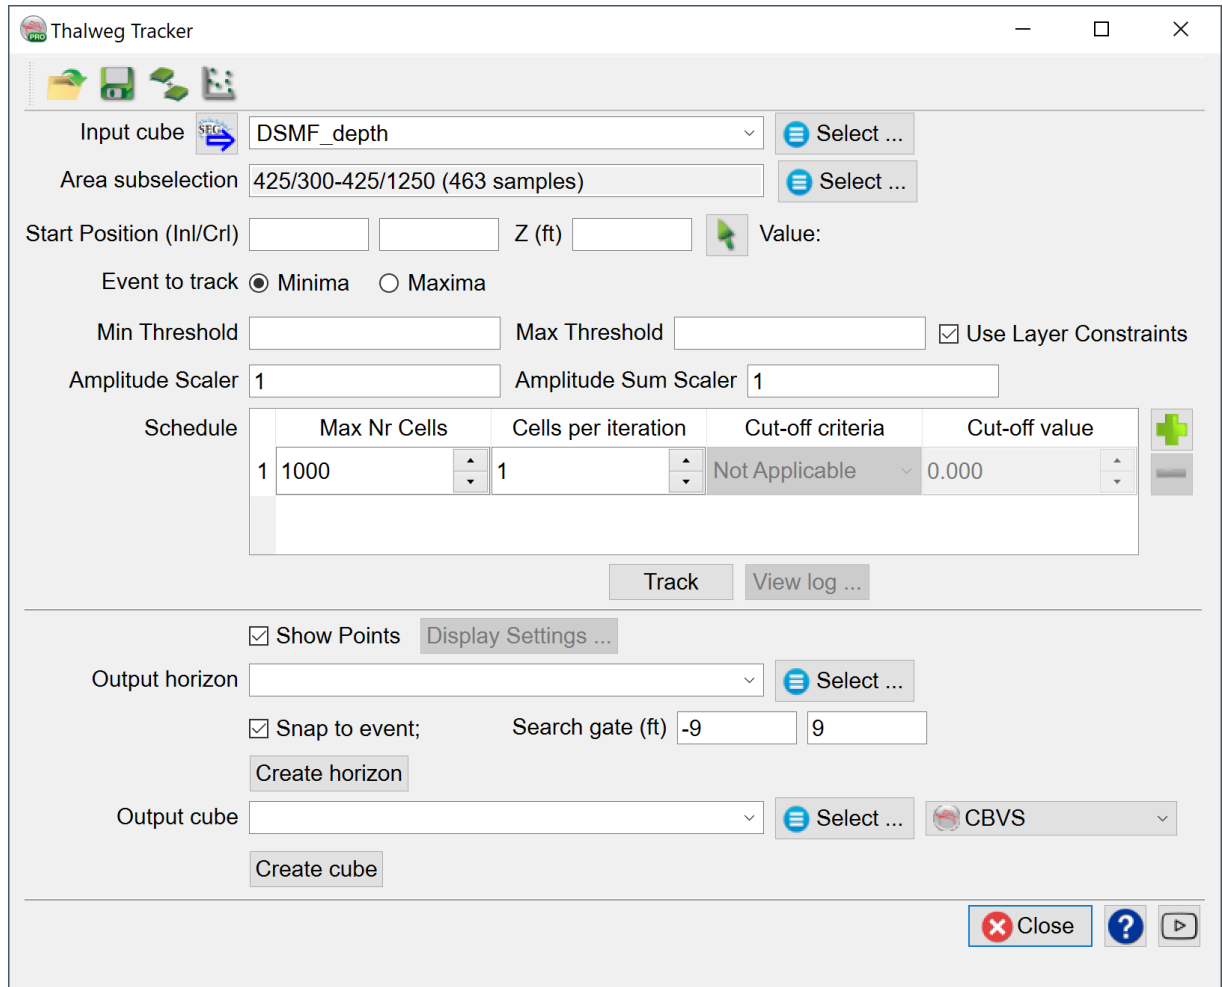 Thalweg Tracker
PRO
Input cube SEG DSMF_depth Select ...
Area subselection 425/300-425/1250 (463 samples) Select ...
Start Position (Inl/Crl) Z (ft) Value:
Event to track Minima Maxima
Min Threshold Max Threshold Use Layer Constraints
Amplitude Scaler 1 Amplitude Sum Scaler 1
Schedule Max Nr Cells Cells per iteration Cut-off criteria Cut-off value
1 1000 1 Not Applicable 0.000
Track View log ...
Show Points Display Settings ...
Output horizon Select ...
Snap to event; Search gate (ft) -9 9
Create horizon
Output cube Select ... CBVS
Create cube
Close ?